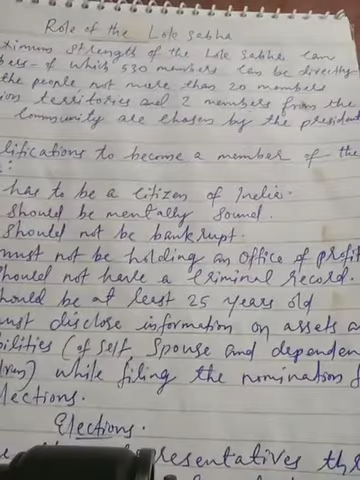 Role of the Lok Sabha
ximum strength of the Lok Sabha can
bers- of which 530 members can be directly
the people not more than 20 members
ion territories and 2 members from the
Community are chosen by the president
lifications to become a member of the
:
has to be a Citizen of India.
should be mentally sound.
should not be bankrupt.
must not be holding an office of profit
should not have a Criminal record.
hould be at least 25 years old
ust disclose information on assets a
bilities (of self, Spouse and dependen
dren) while filing the nomination f
lections.
Elections.
representatives thr